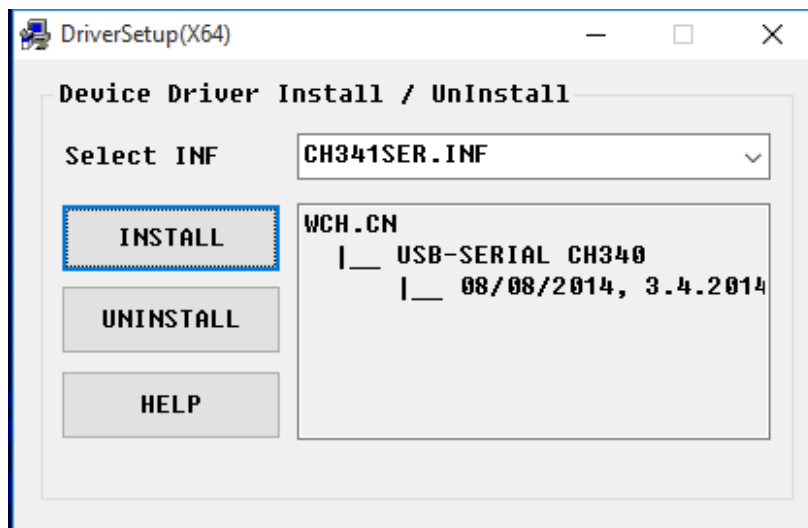 DriverSetup(X64)
Device Driver Install / UnInstall
Select INF
CH341SER.INF
INSTALL
WCH.CN
|__ USB-SERIAL CH340
|__ 08/08/2014, 3.4.2014
UNINSTALL
HELP